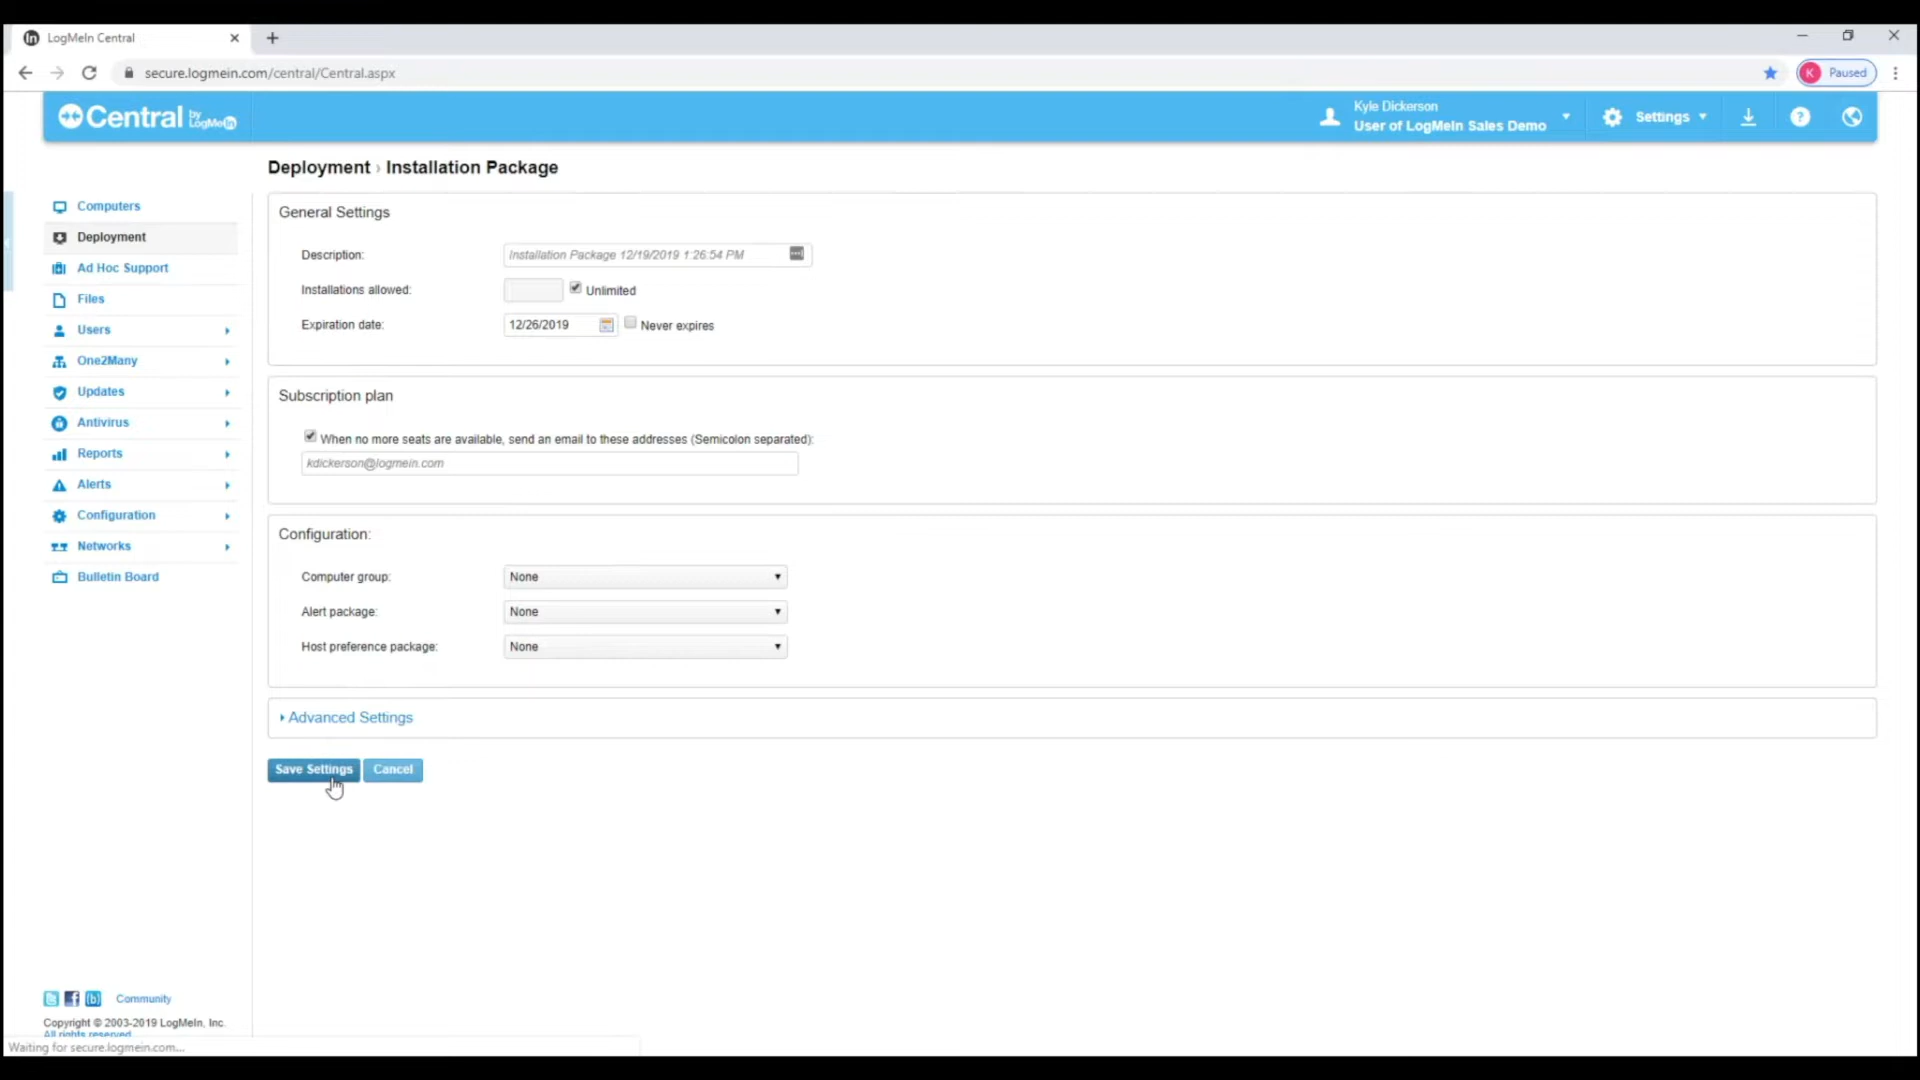 LogMeIn Central
secure.logmein.com/central/Central.aspx
K Paused
Central by LogMeIn
Kyle Dickerson
User of LogMeIn Sales Demo
Settings
Deployment › Installation Package
Computers
Deployment
Ad Hoc Support
Files
Users
One2Many
Updates
Antivirus
Reports
Alerts
Configuration
Networks
Bulletin Board
General Settings
Description: Installation Package 12/19/2019 1:26:54 PM
Installations allowed: Unlimited
Expiration date: 12/26/2019 Never expires
Subscription plan
When no more seats are available, send an email to these addresses (Semicolon separated):
kdickerson@logmein.com
Configuration:
Computer group: None
Alert package: None
Host preference package: None
Advanced Settings
Save Settings Cancel
Community
Copyright © 2003-2019 LogMeIn, Inc.
All rights reserved
Waiting for secure.logmein.com...